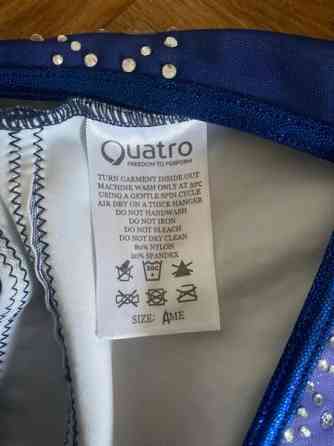 Quatro
FREEDOM TO PERFORM
TURN GARMENT INSIDE OUT
MACHINE WASH ONLY AT 30°C
USING A GENTLE SPIN CYCLE
AIR DRY ON A THICK HANGER
DO NOT HANDWASH
DO NOT IRON
DO NOT BLEACH
DO NOT DRY CLEAN
80% NYLON
20% SPANDEX
30C
SIZE: AME